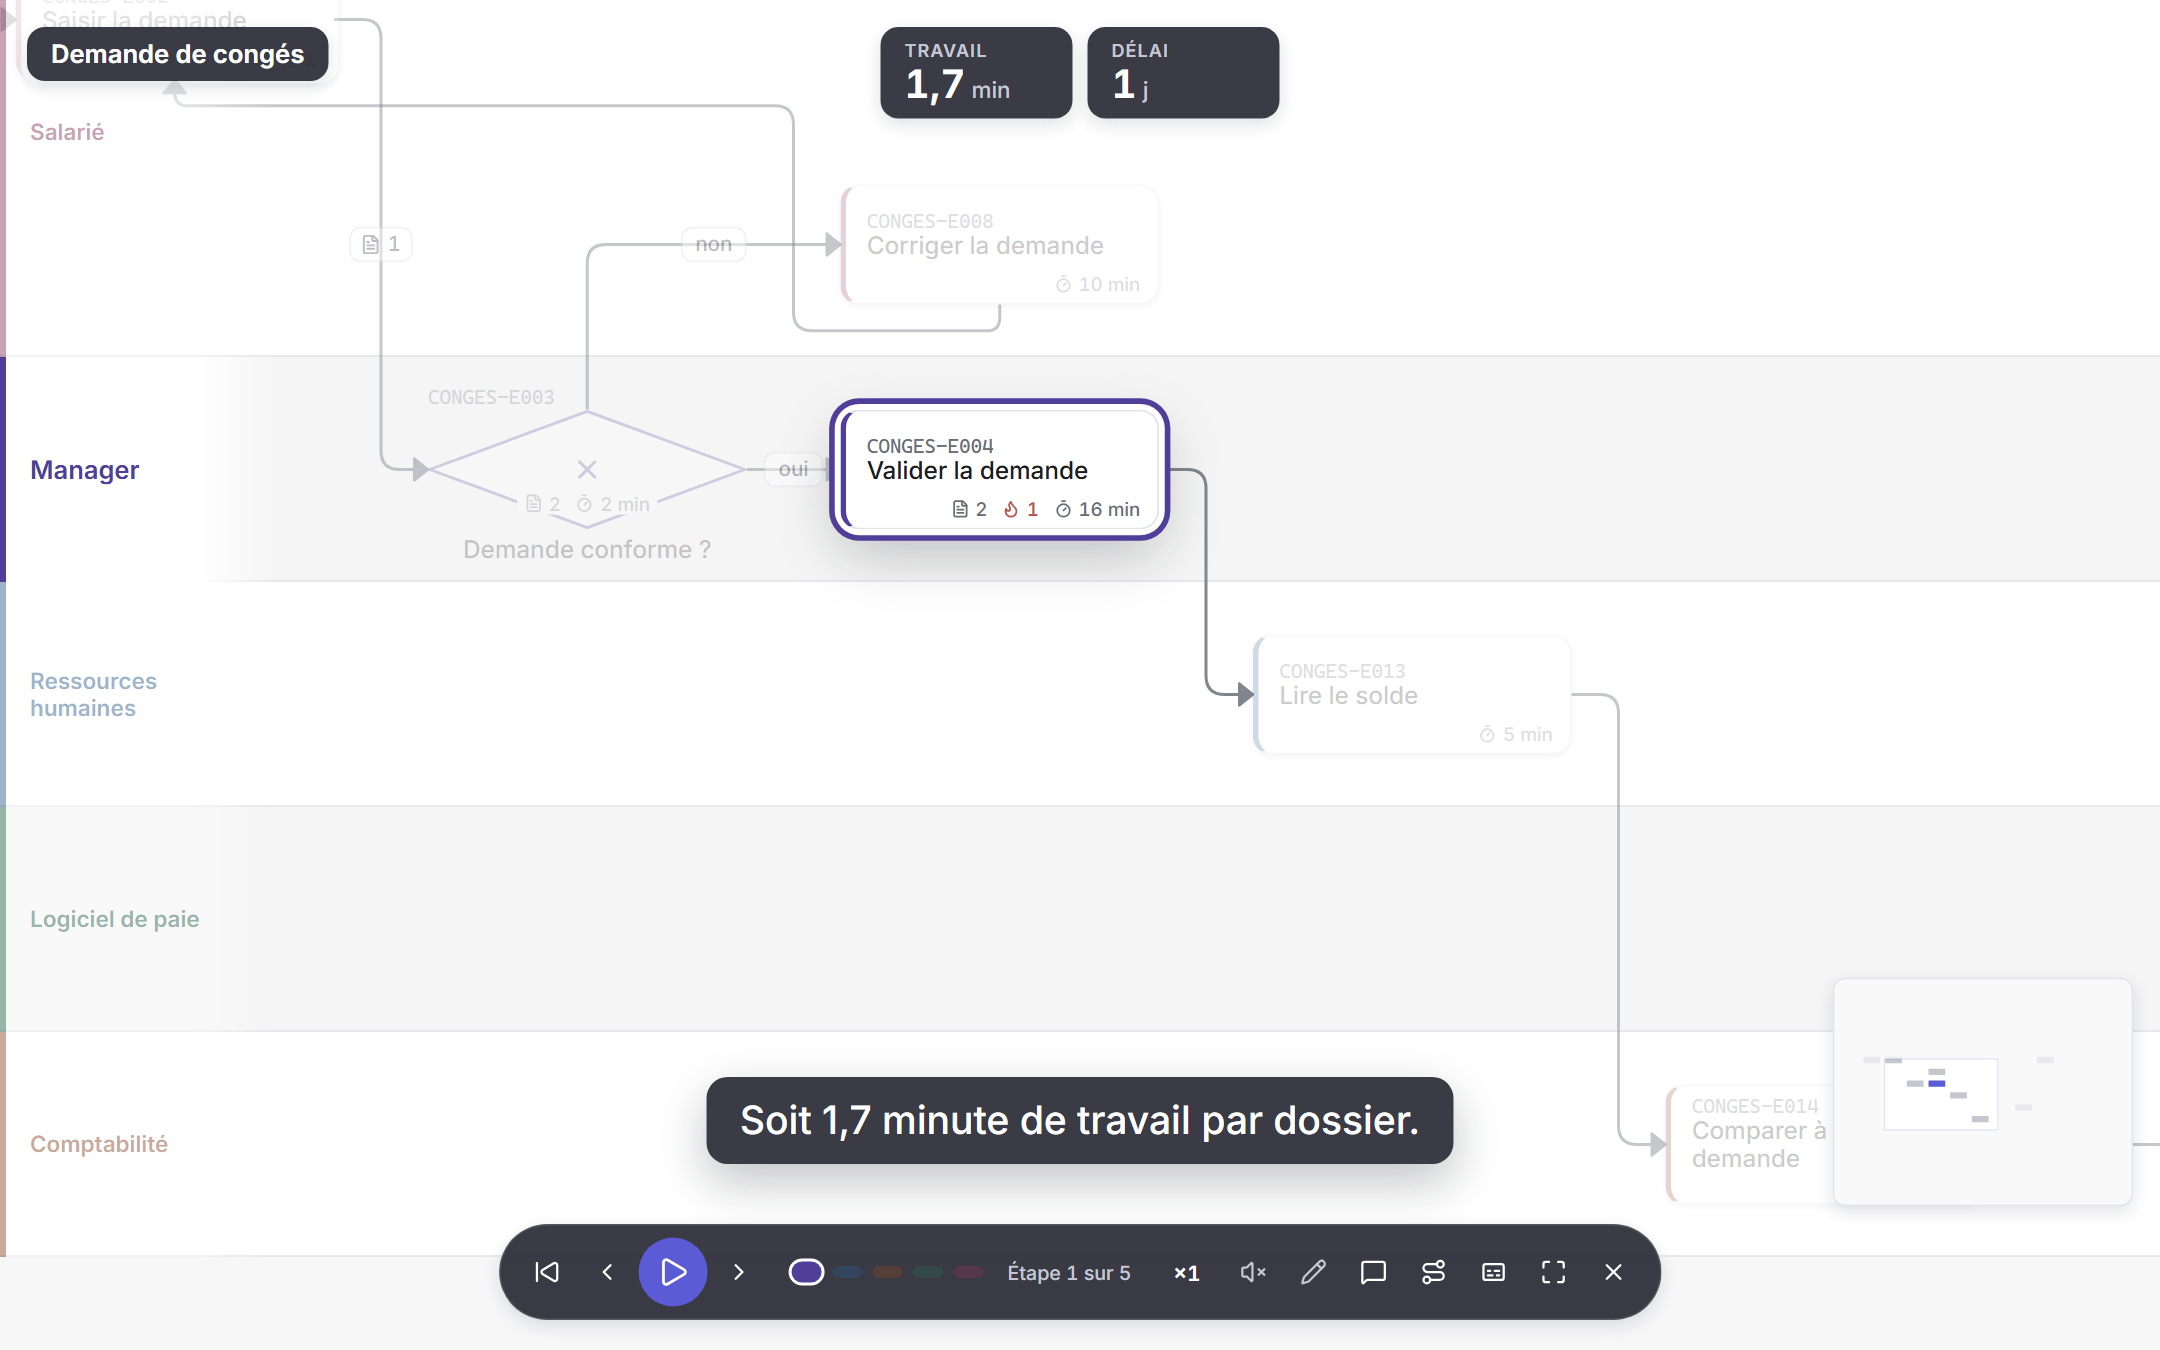 Saisir la demande
Demande de congés
TRAVAIL
1,7 min
DÉLAI
1 j
Salarié
1
non
CONGES-E008
Corriger la demande
10 min
CONGES-E003
2 2 min
Demande conforme ?
Manager
oui
CONGES-E004
Valider la demande
2 1 16 min
Ressources
humaines
CONGES-E013
Lire le solde
5 min
Logiciel de paie
Comptabilité
Soit 1,7 minute de travail par dossier.
CONGES-E014
Comparer à
demande
Étape 1 sur 5
×1